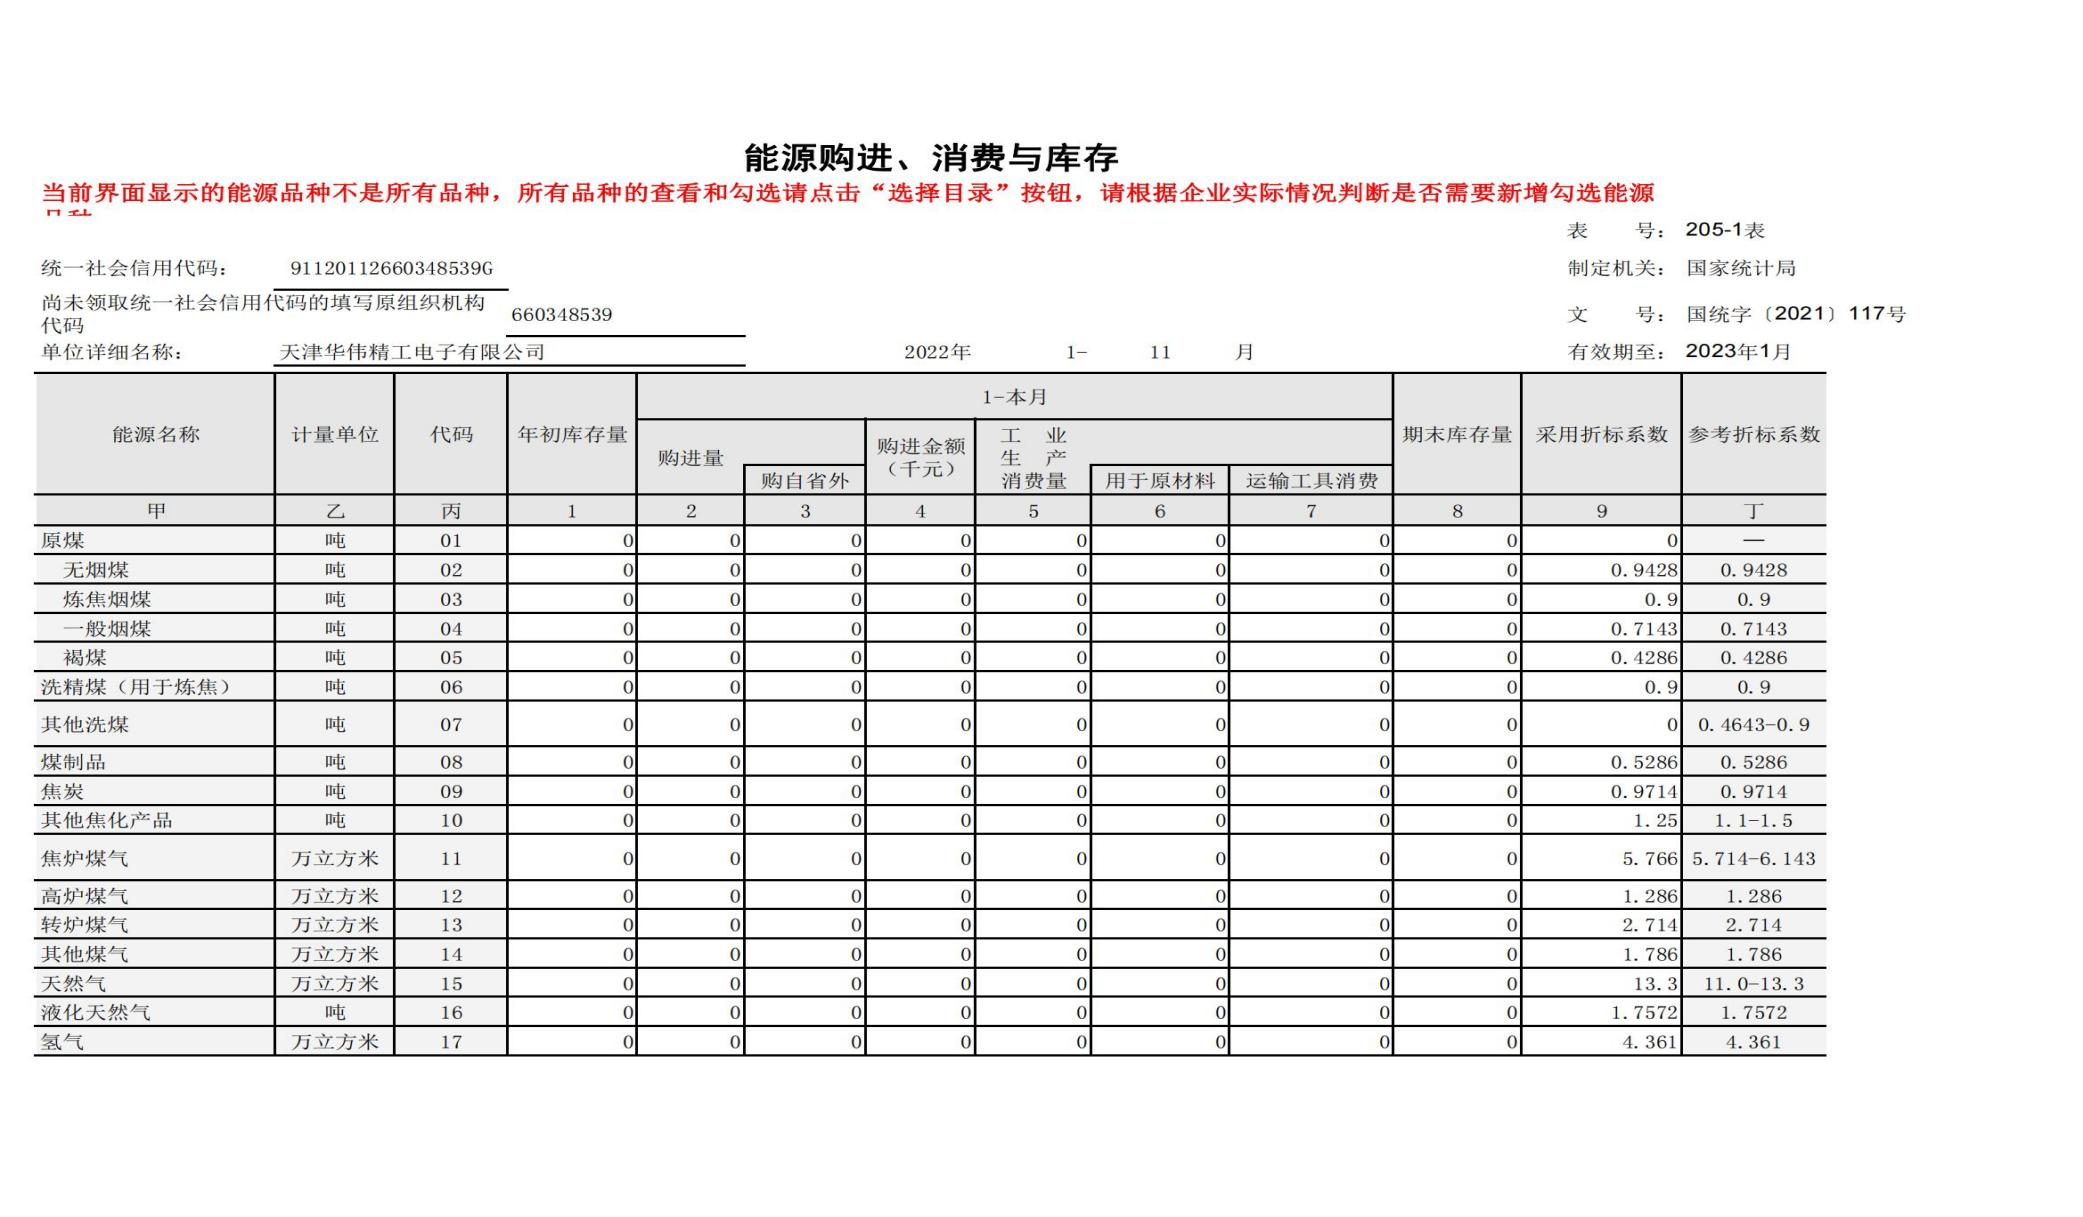 能源购进、消费与库存
当前界面显示的能源品种不是所有品种，所有品种的查看和勾选请点击“选择目录”按钮，请根据企业实际情况判断是否需要新增勾选能源
品种
表 号： 205-1表
统一社会信用代码： 91120112660348539G 制定机关： 国家统计局
尚未领取统一社会信用代码的填写原组织机构
代码 660348539 文 号： 国统字〔2021〕117号
单位详细名称： 天津华伟精工电子有限公司 2022年 1- 11 月 有效期至： 2023年1月
能源名称 计量单位 代码 年初库存量 1-本月 期末库存量 采用折标系数 参考折标系数
购进量 购自省外 购进金额（千元） 工业生产消费量 用于原材料 运输工具消费
甲 乙 丙 1 2 3 4 5 6 7 8 9 丁
原煤 吨 01 0 0 0 0 0 0 0 0 0 —
无烟煤 吨 02 0 0 0 0 0 0 0 0 0.9428 0.9428
炼焦烟煤 吨 03 0 0 0 0 0 0 0 0 0.9 0.9
一般烟煤 吨 04 0 0 0 0 0 0 0 0 0.7143 0.7143
褐煤 吨 05 0 0 0 0 0 0 0 0 0.4286 0.4286
洗精煤（用于炼焦） 吨 06 0 0 0 0 0 0 0 0 0.9 0.9
其他洗煤 吨 07 0 0 0 0 0 0 0 0 0 0.4643-0.9
煤制品 吨 08 0 0 0 0 0 0 0 0 0.5286 0.5286
焦炭 吨 09 0 0 0 0 0 0 0 0 0.9714 0.9714
其他焦化产品 吨 10 0 0 0 0 0 0 0 0 1.25 1.1-1.5
焦炉煤气 万立方米 11 0 0 0 0 0 0 0 0 5.766 5.714-6.143
高炉煤气 万立方米 12 0 0 0 0 0 0 0 0 1.286 1.286
转炉煤气 万立方米 13 0 0 0 0 0 0 0 0 2.714 2.714
其他煤气 万立方米 14 0 0 0 0 0 0 0 0 1.786 1.786
天然气 万立方米 15 0 0 0 0 0 0 0 0 13.3 11.0-13.3
液化天然气 吨 16 0 0 0 0 0 0 0 0 1.7572 1.7572
氢气 万立方米 17 0 0 0 0 0 0 0 0 4.361 4.361